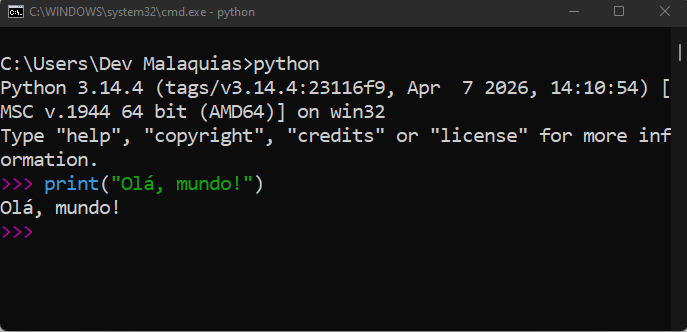 C:\WINDOWS\system32\cmd.exe - python
C:\Users\Dev Malaquias>python
Python 3.14.4 (tags/v3.14.4:23116f9, Apr  7 2026, 14:10:54) [
MSC v.1944 64 bit (AMD64)] on win32
Type "help", "copyright", "credits" or "license" for more inf
ormation.
>>> print("Olá, mundo!")
Olá, mundo!
>>>